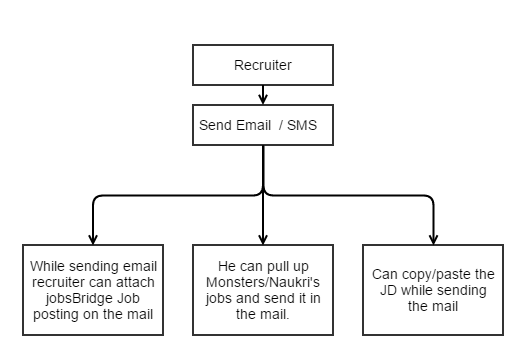 Recruiter
Send Email / SMS
While sending email
recruiter can attach
jobsBridge Job
posting on the mail
He can pull up
Monsters/Naukri's
jobs and send it in
the mail.
Can copy/paste the
JD while sending
the mail